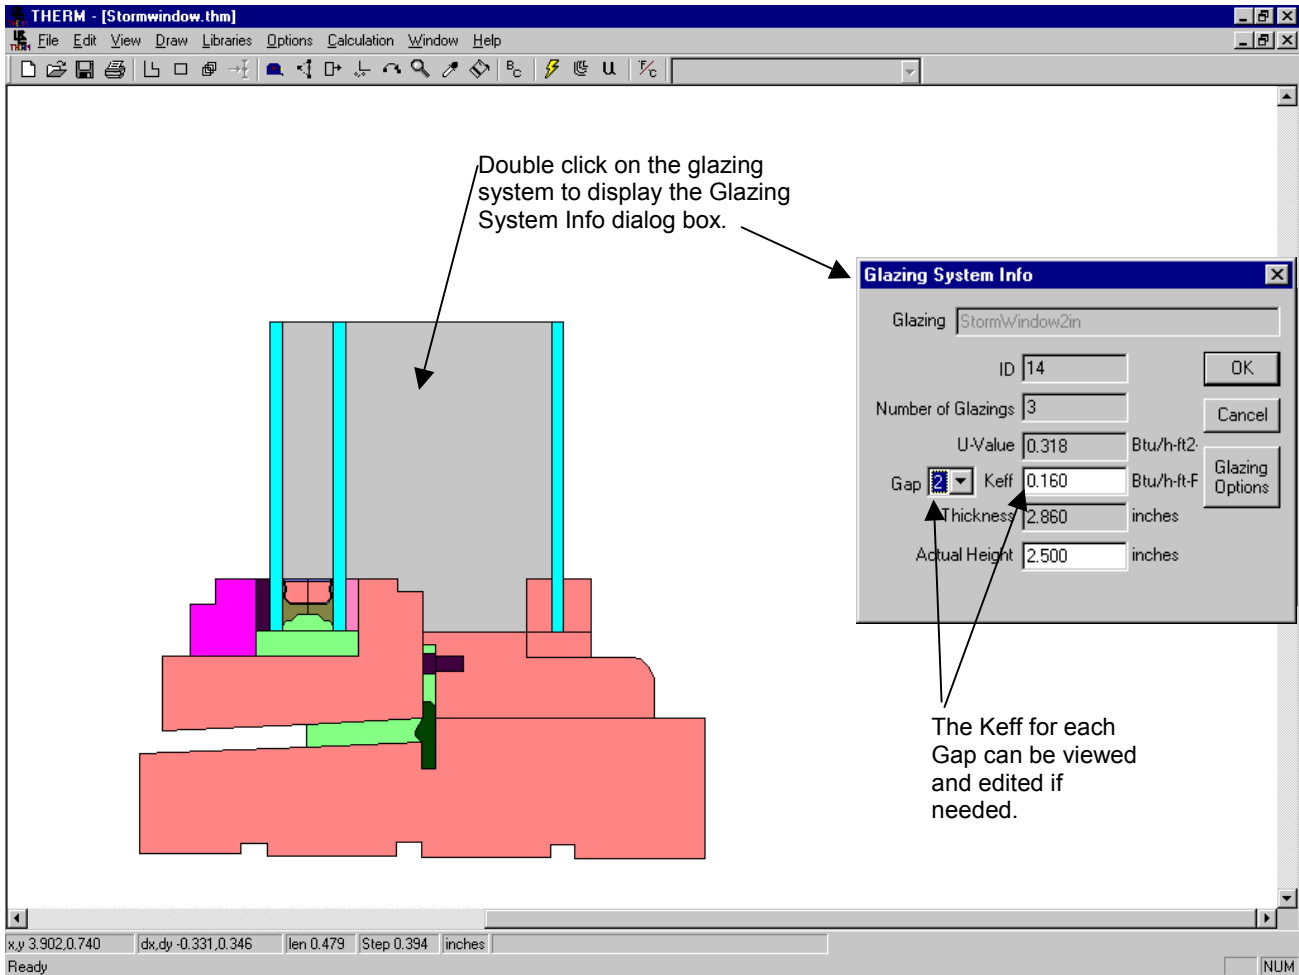 THERM - [Stormwindow.thm]
File Edit View Draw Libraries Options Calculation Window Help
B C U °F/°C
Double click on the glazing
system to display the Glazing
System Info dialog box.
Glazing System Info
Glazing StormWindow2in
ID 14 OK
Number of Glazings 3 Cancel
U-Value 0.318 Btu/h-ft2-
Gap 2 Keff 0.160 Btu/h-ft-F Glazing
Options
Thickness 2.860 inches
Actual Height 2.500 inches
The Keff for each
Gap can be viewed
and edited if
needed.
x,y 3.902,0.740 dx,dy -0.331,0.346 len 0.479 Step 0.394 inches
Ready NUM